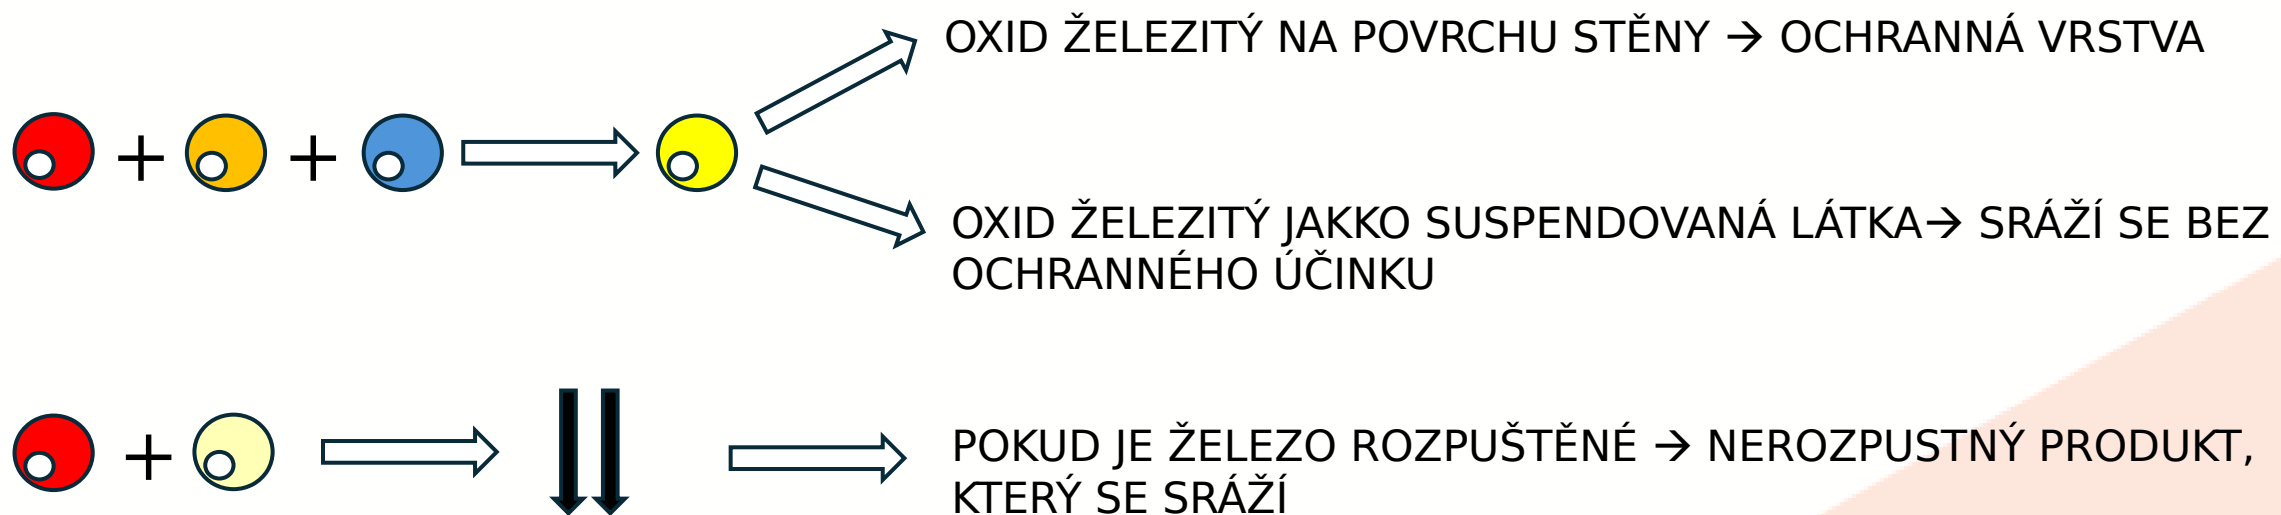 OXID ŽELEZITÝ NA POVRCHU STĚNY → OCHRANNÁ VRSTVA
+ +
OXID ŽELEZITÝ JAKKO SUSPENDOVANÁ LÁTKA→ SRÁŽÍ SE BEZ
OCHRANNÉHO ÚČINKU
+
POKUD JE ŽELEZO ROZPUŠTĚNÉ → NEROZPUSTNÝ PRODUKT,
KTERÝ SE SRÁŽÍ